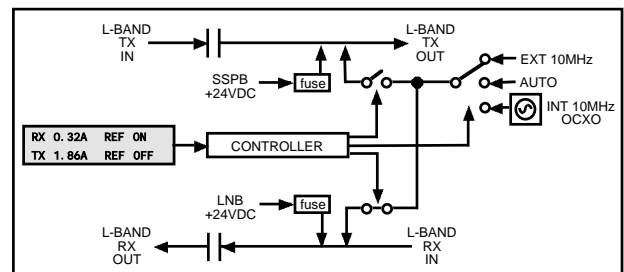 L-BAND
TX
IN
L-BAND
TX
OUT
EXT 10MHz
SSPB
+24VDC
fuse
AUTO
INT 10MHz
OCXO
RX 0.32A REF ON
TX 1.86A REF OFF
CONTROLLER
LNB
+24VDC
fuse
L-BAND
RX
OUT
L-BAND
RX
IN